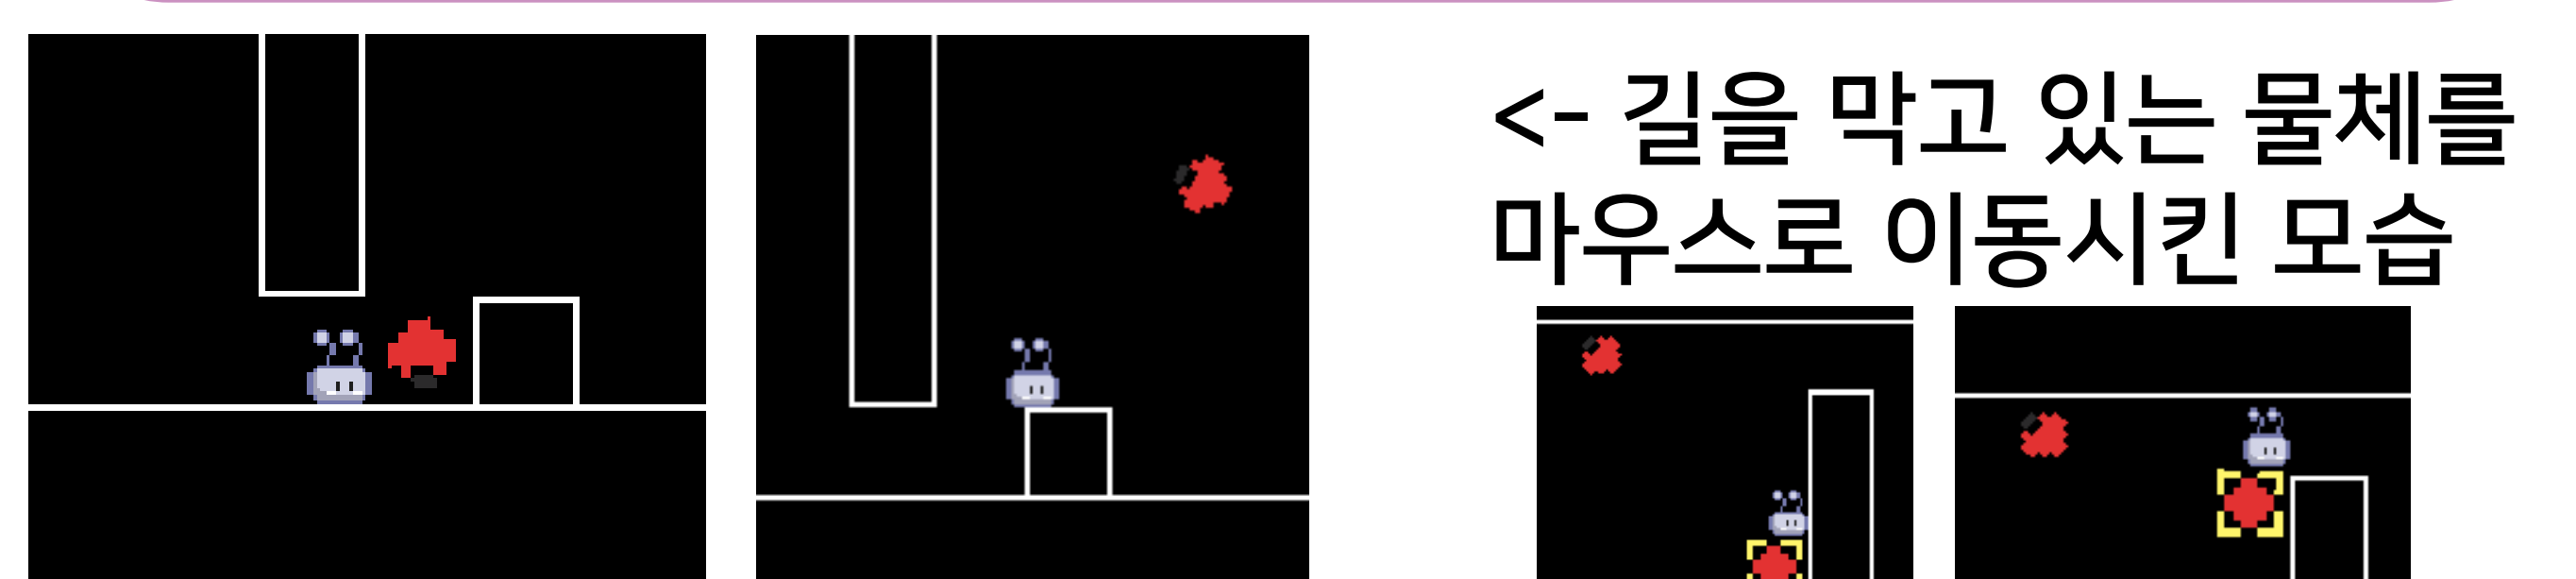 <- 길을 막고 있는 물체를
마우스로 이동시킨 모습